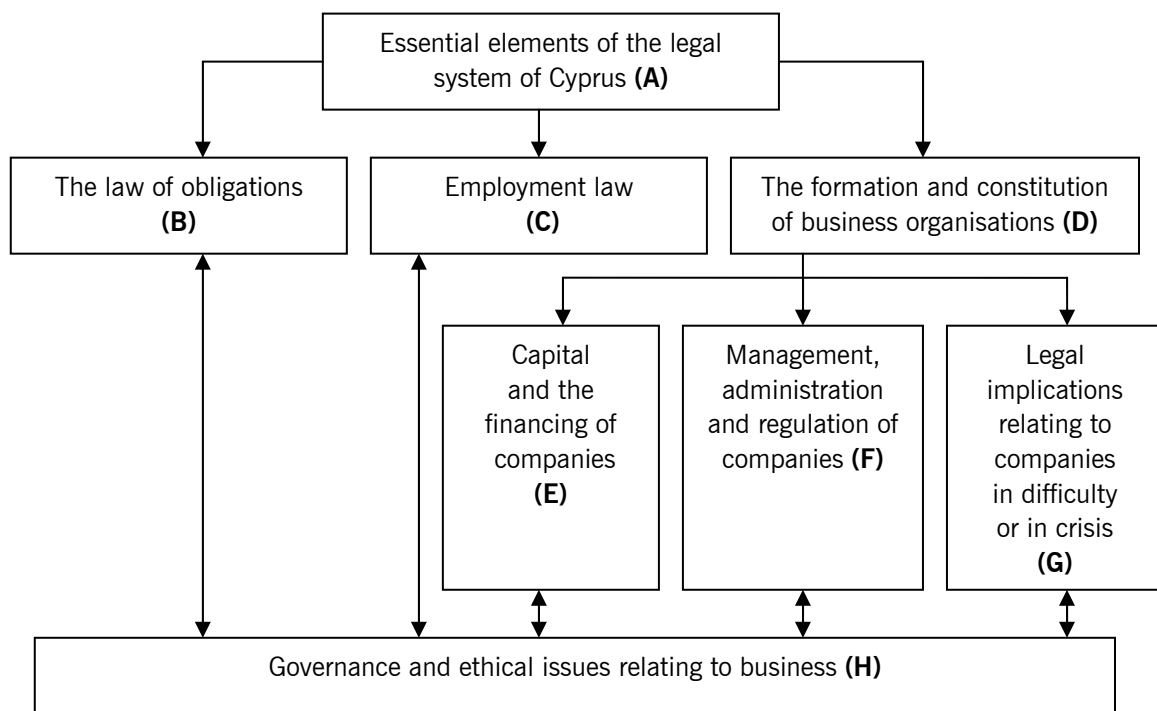 Essential elements of the legal
system of Cyprus (A)
The law of obligations
(B)
Employment law
(C)
The formation and constitution
of business organisations (D)
Capital
and the
financing of
companies
(E)
Management,
administration
and regulation of
companies (F)
Legal
implications
relating to
companies
in difficulty
or in crisis
(G)
Governance and ethical issues relating to business (H)